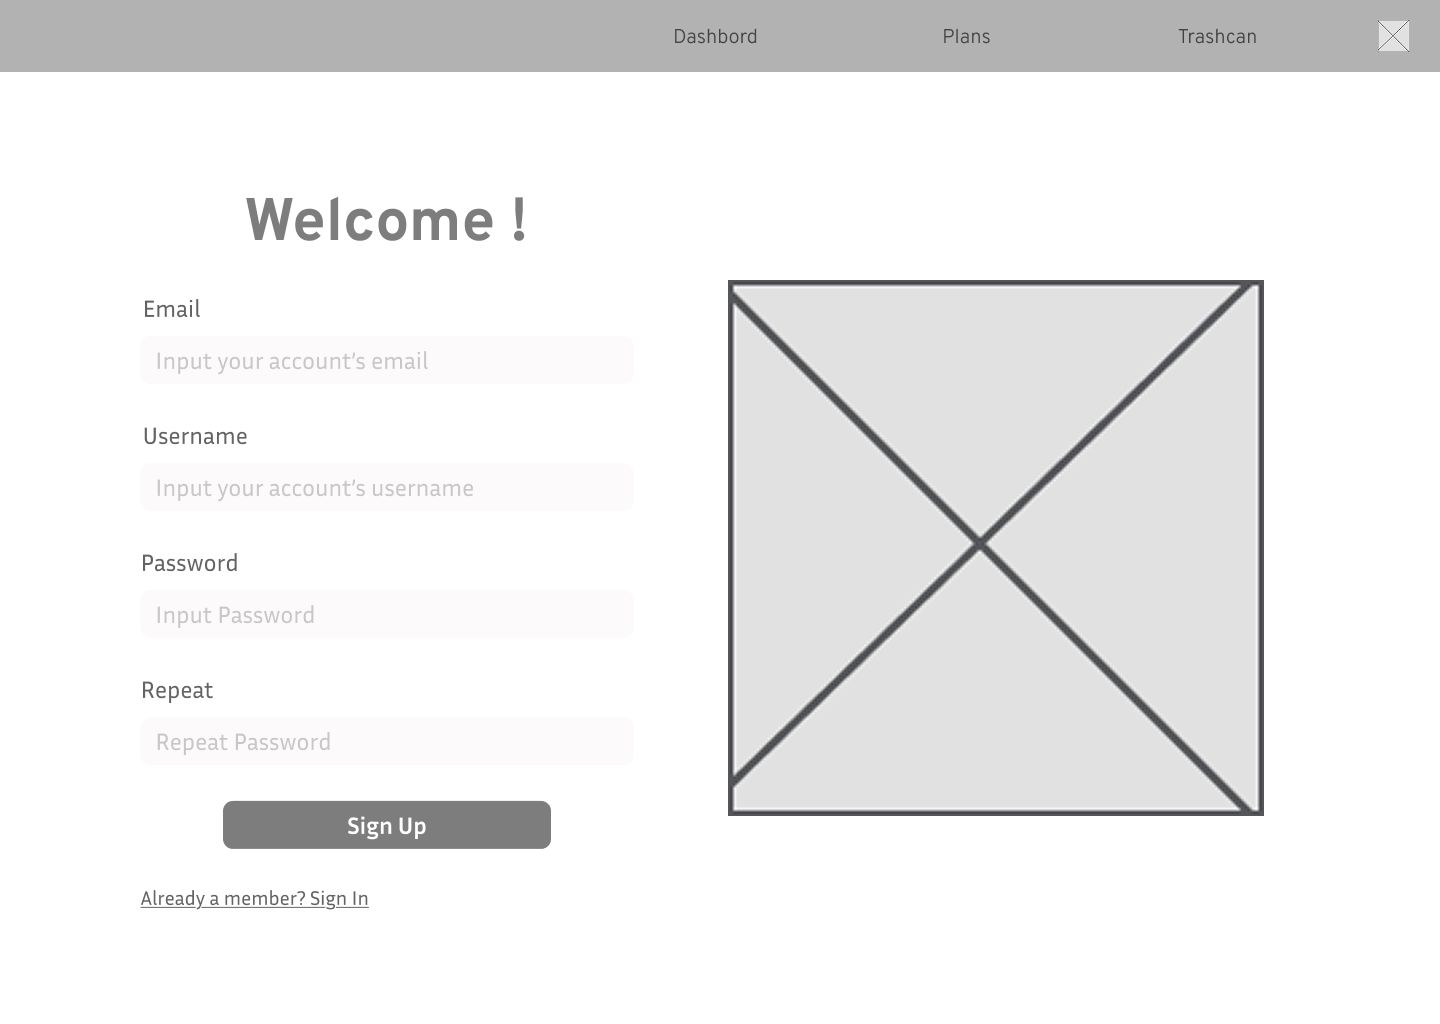 Dashbord
Plans
Trashcan
Welcome !
Email
Input your account's email
Username
Input your account's username
Password
Input Password
Repeat
Repeat Password
Sign Up
Already a member? Sign In